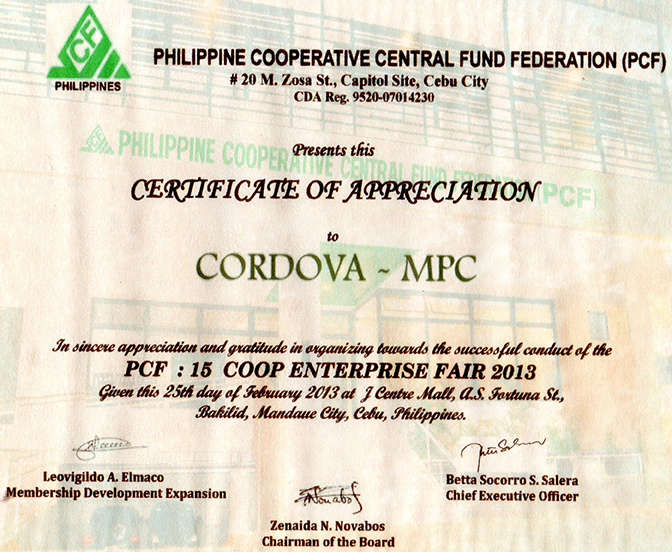 PHILIPPINE COOPERATIVE CENTRAL FUND FEDERATION (PCF)
# 20 M. Zosa St., Capitol Site, Cebu City
CDA Reg. 9520-07014230
CF
PHILIPPINES
PHILIPPINE COOPERATIVE CENTRAL FUND FEDERATION (PCF)
Presents this
CERTIFICATE OF APPRECIATION
to
CORDOVA ~ MPC
In sincere appreciation and gratitude in organizing towards the successful conduct of the
PCF : 15 COOP ENTERPRISE FAIR 2013
Given this 25th day of February 2013 at J Centre Mall, A.S. Fortuna St.,
Bakilid, Mandaue City, Cebu, Philippines.
Leovigildo A. Elmaco
Membership Development Expansion
Betta Socorro S. Salera
Chief Executive Officer
Zenaida N. Novabos
Chairman of the Board